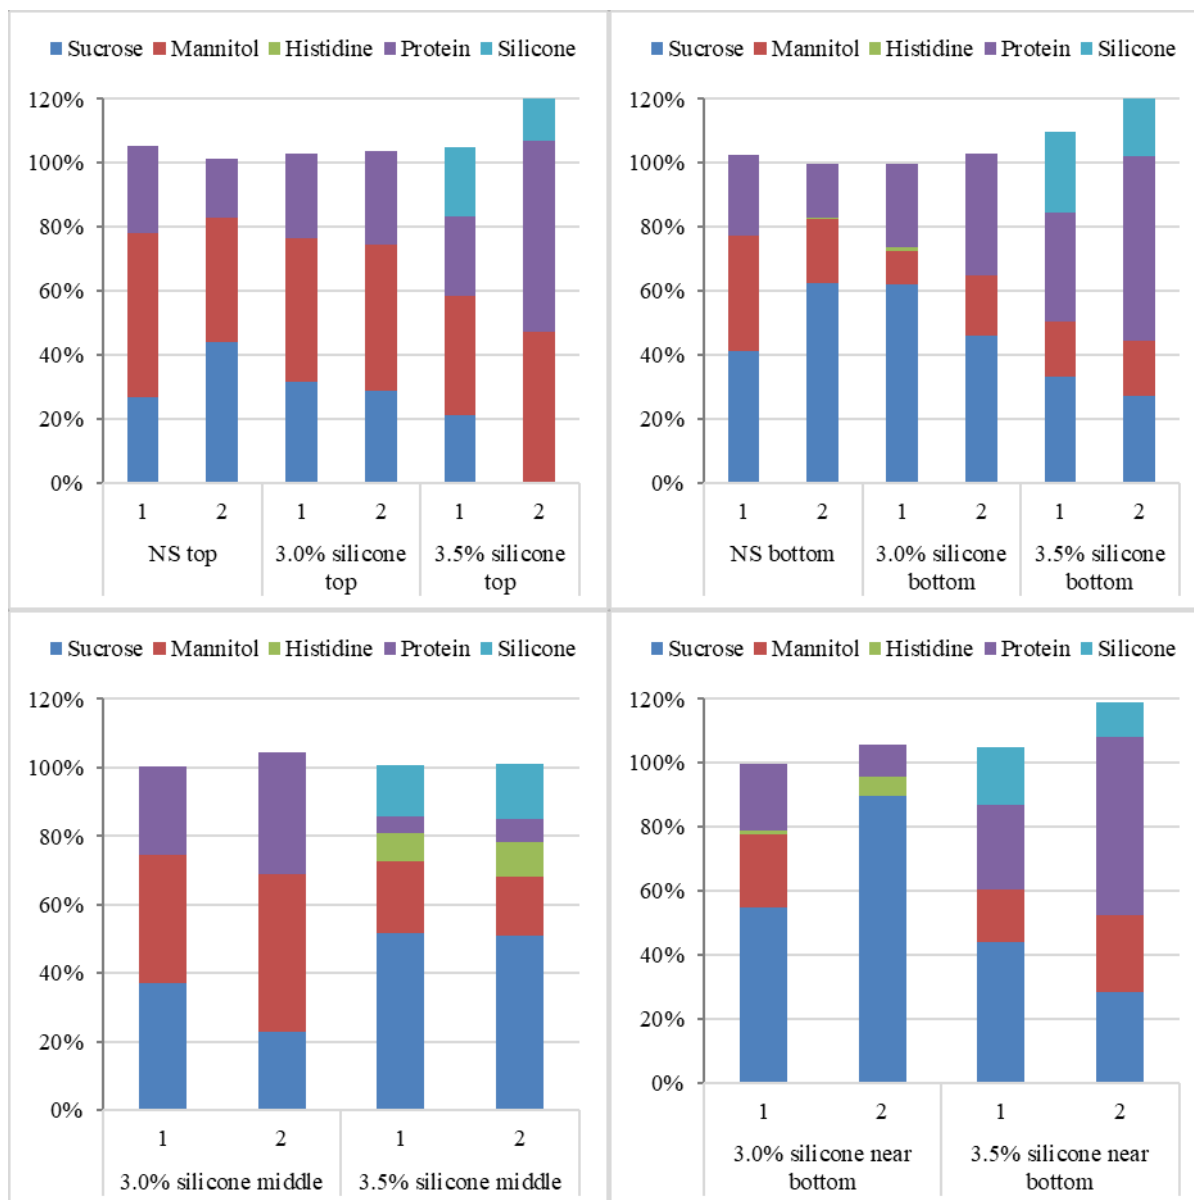 Sucrose Mannitol Histidine Protein Silicone
120%
100%
80%
60%
40%
20%
0%
1 2 1 2 1 2
NS top 3.0% silicone top 3.5% silicone top
Sucrose Mannitol Histidine Protein Silicone
120%
100%
80%
60%
40%
20%
0%
1 2 1 2 1 2
NS bottom 3.0% silicone bottom 3.5% silicone bottom
Sucrose Mannitol Histidine Protein Silicone
120%
100%
80%
60%
40%
20%
0%
1 2 1 2
3.0% silicone middle 3.5% silicone middle
Sucrose Mannitol Histidine Protein Silicone
120%
100%
80%
60%
40%
20%
0%
1 2 1 2
3.0% silicone near bottom 3.5% silicone near bottom